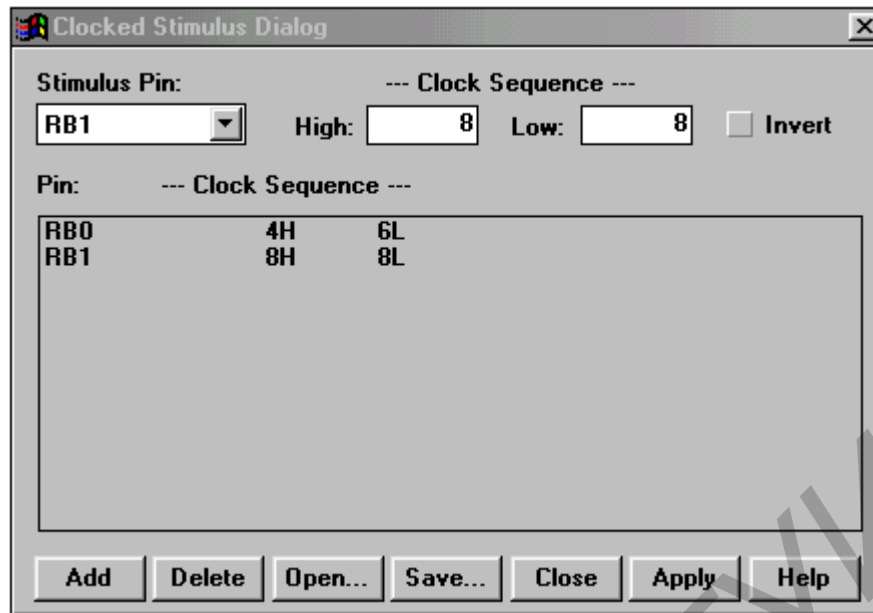 Clocked Stimulus Dialog
Stimulus Pin: --- Clock Sequence ---
RB1 High: 8 Low: 8 Invert
Pin: --- Clock Sequence ---
RB0 4H 6L
RB1 8H 8L
Add Delete Open... Save... Close Apply Help